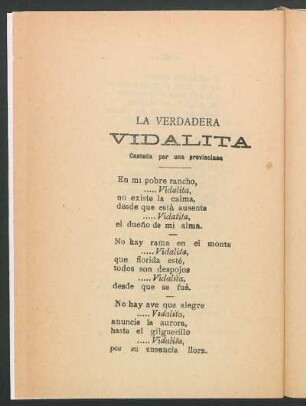 LA VERDADERA
VIDALITA
Cantada por una provinciana
En mi pobre rancho,
..... Vidalita,
no existe la calma,
desde que está ausente
..... Vidalita,
el dueño de mi alma.
No hay rama en el monte
..... Vidalita,
que florida esté,
todos son despojos
..... Vidalita,
desde que se fué.
No hay ave que alegre
..... Vidalita,
anuncie la aurora,
hasta el gilguerillo
..... Vidalita,
por su ausencia llora.